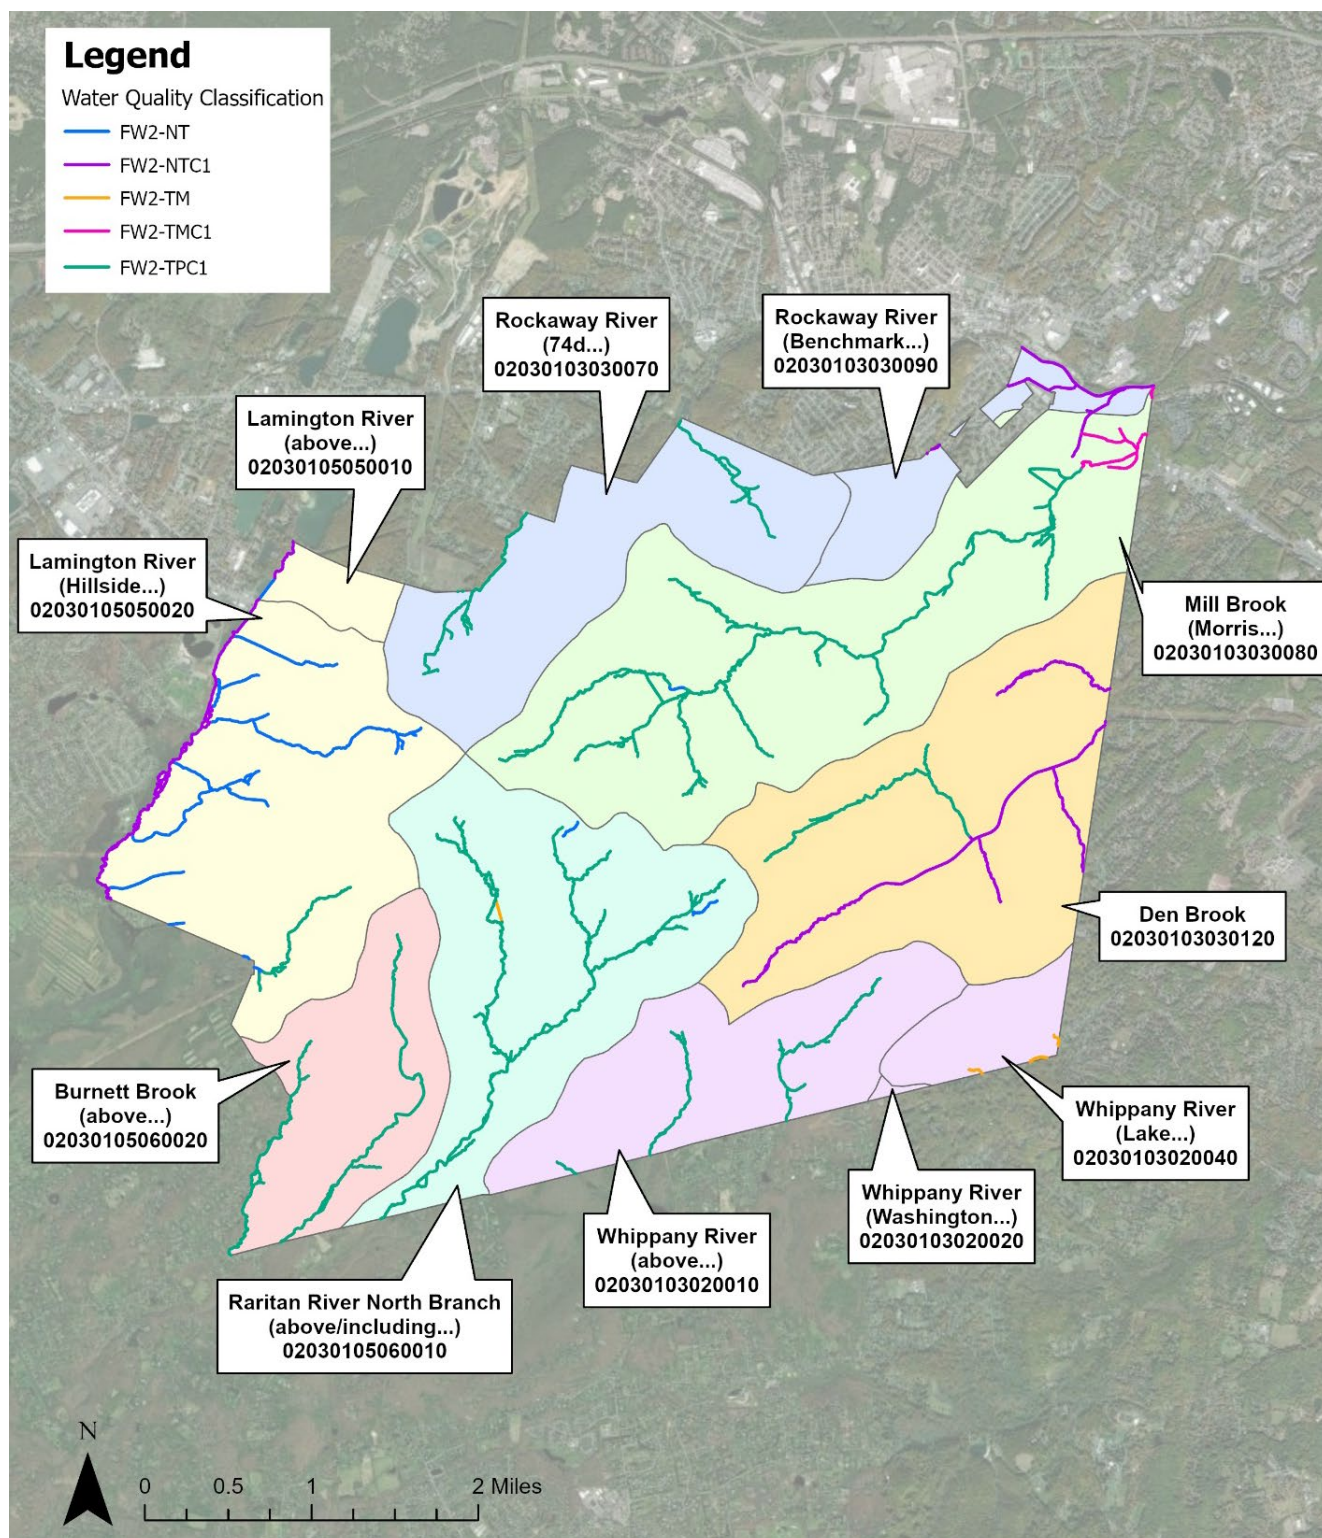 Legend
Water Quality Classification
FW2-NT
FW2-NTC1
FW2-TM
FW2-TMC1
FW2-TPC1
Rockaway River
(74d...)
02030103030070
Rockaway River
(Benchmark...)
02030103030090
Lamington River
(above...)
02030105050010
Lamington River
(Hillside...)
02030105050020
Mill Brook
(Morris...)
02030103030080
Den Brook
02030103030120
Burnett Brook
(above...)
02030105060020
Whippany River
(Lake...)
02030103020040
Whippany River
(Washington...)
02030103020020
Whippany River
(above...)
02030103020010
Raritan River North Branch
(above/including...)
02030105060010
N
0 0.5 1 2 Miles